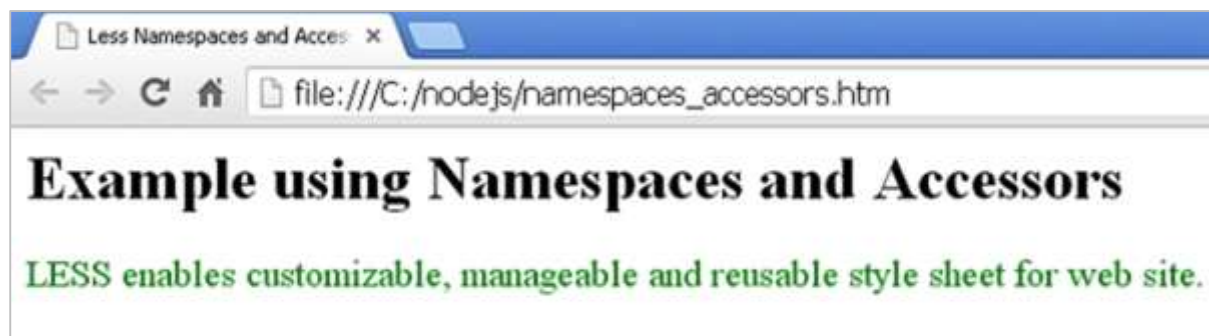 Less Namespaces and Acces
file:///C:/nodejs/namespaces_accessors.htm
Example using Namespaces and Accessors
LESS enables customizable, manageable and reusable style sheet for web site.